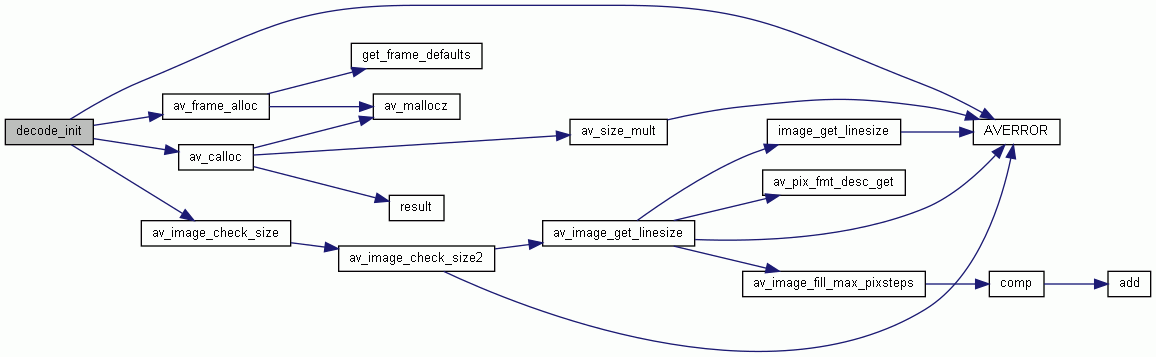 get_frame_defaults
av_frame_alloc
av_mallocz
decode_init
av_size_mult
image_get_linesize
AVERROR
av_calloc
av_pix_fmt_desc_get
result
av_image_check_size
av_image_get_linesize
av_image_check_size2
av_image_fill_max_pixsteps
comp
add